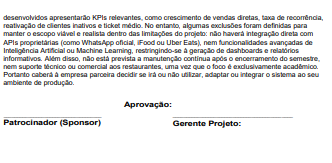 desenvolvidos apresentarão KPIs relevantes, como crescimento de vendas diretas, taxa de recorrência,
reativação de clientes inativos e ticket médio. No entanto, algumas exclusões foram definidas para
manter o escopo viável e realista dentro das limitações do projeto: não haverá integração direta com
APIs proprietárias (como WhatsApp oficial, iFood ou Uber Eats), nem funcionalidades avançadas de
Inteligência Artificial ou Machine Learning, restringindo-se à geração de dashboards e relatórios
informativos. Além disso, não está prevista a manutenção contínua após o encerramento do semestre,
nem suporte técnico ou comercial aos restaurantes, uma vez que o foco é exclusivamente acadêmico.
Portanto caberá à empresa parceira decidir se irá ou não utilizar, adaptar ou integrar o sistema ao seu
ambiente de produção.
Aprovação:
Patrocinador (Sponsor)
Gerente Projeto: